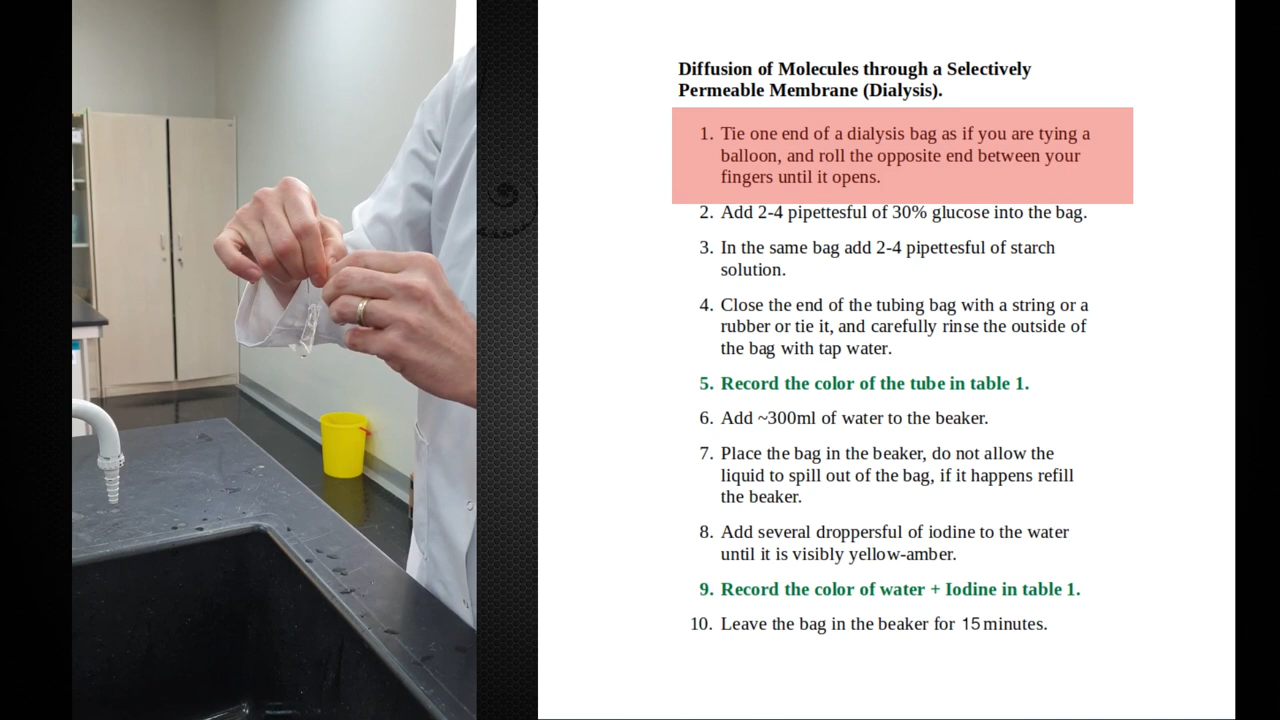 Diffusion of Molecules through a Selectively
Permeable Membrane (Dialysis).
1. Tie one end of a dialysis bag as if you are tying a
balloon, and roll the opposite end between your
fingers until it opens.
2. Add 2-4 pipettesful of 30% glucose into the bag.
3. In the same bag add 2-4 pipettesful of starch
solution.
4. Close the end of the tubing bag with a string or a
rubber or tie it, and carefully rinse the outside of
the bag with tap water.
5. Record the color of the tube in table 1.
6. Add ~300ml of water to the beaker.
7. Place the bag in the beaker, do not allow the
liquid to spill out of the bag, if it happens refill
the beaker.
8. Add several droppersful of iodine to the water
until it is visibly yellow-amber.
9. Record the color of water + Iodine in table 1.
10. Leave the bag in the beaker for 15 minutes.